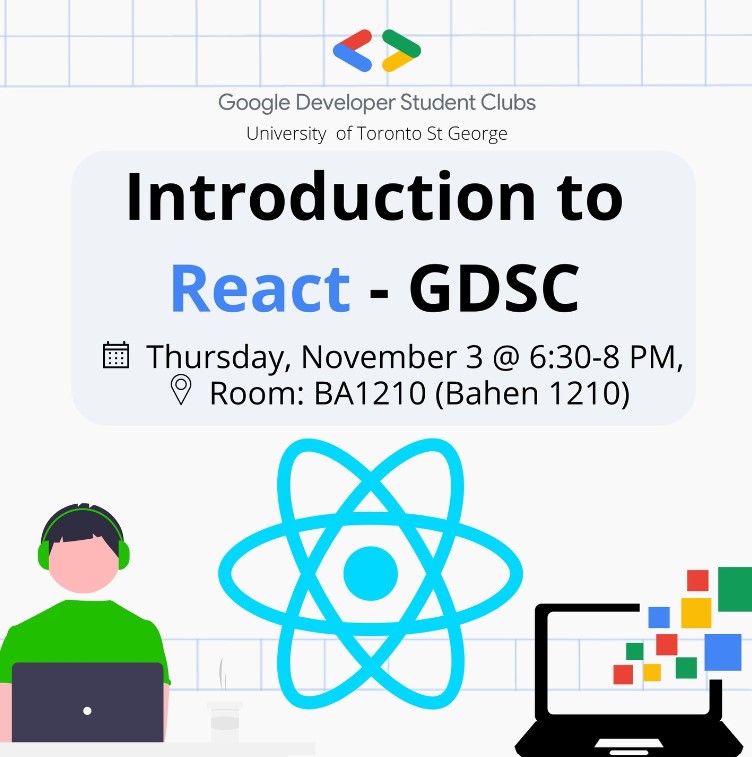 Google Developer Student Clubs
University of Toronto St George
Introduction to
React - GDSC
Thursday, November 3 @ 6:30-8 PM,
Room: BA1210 (Bahen 1210)